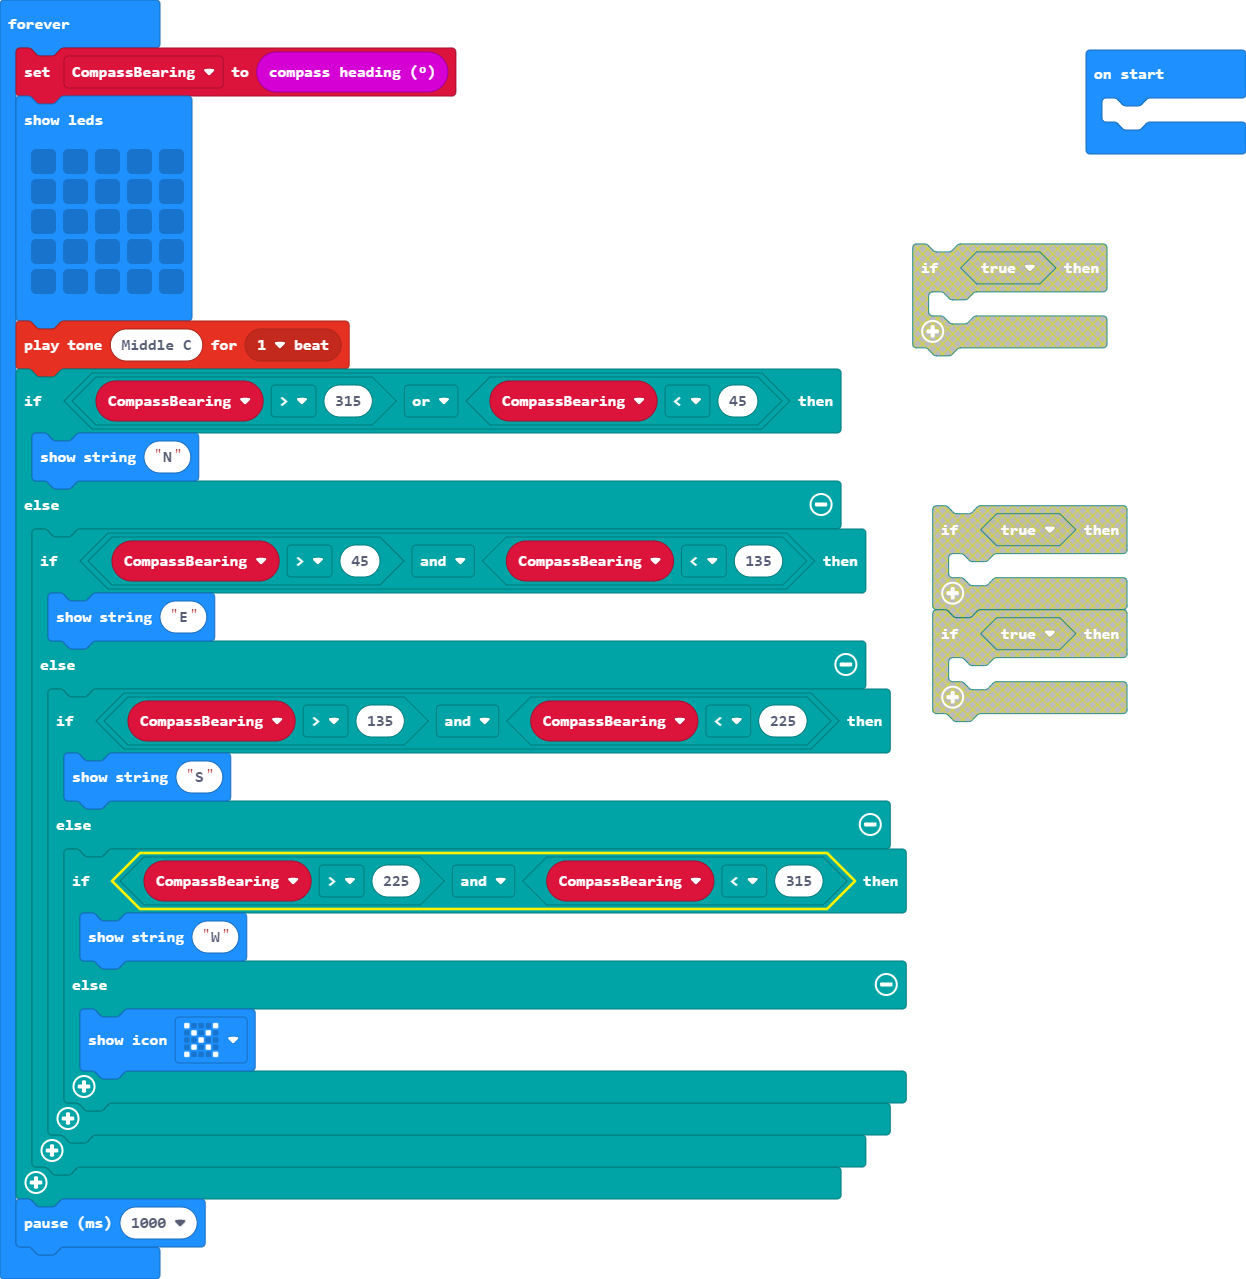 forever
set CompassBearing to compass heading (º)
show leds
play tone Middle C for 1 beat
if CompassBearing > 315 or CompassBearing < 45 then
show string "N"
else
if CompassBearing > 45 and CompassBearing < 135 then
show string "E"
else
if CompassBearing > 135 and CompassBearing < 225 then
show string "S"
else
if CompassBearing > 225 and CompassBearing < 315 then
show string "W"
else
show icon
pause (ms) 1000
on start
if true then
if true then
if true then